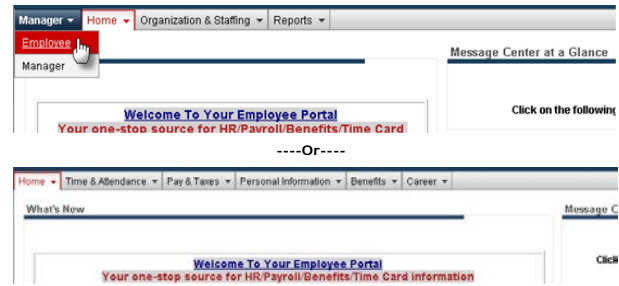 Manager Home Organization & Staffing Reports
Employee
Manager
Message Center at a Glance
Welcome To Your Employee Portal
Your one-stop source for HR/Payroll/Benefits/Time Card
Click on the following
----Or----
Home Time & Attendance Pay & Taxes Personal Information Benefits Career
What's New
Message C
Welcome To Your Employee Portal
Your one-stop source for HR/Payroll/Benefits/Time Card information